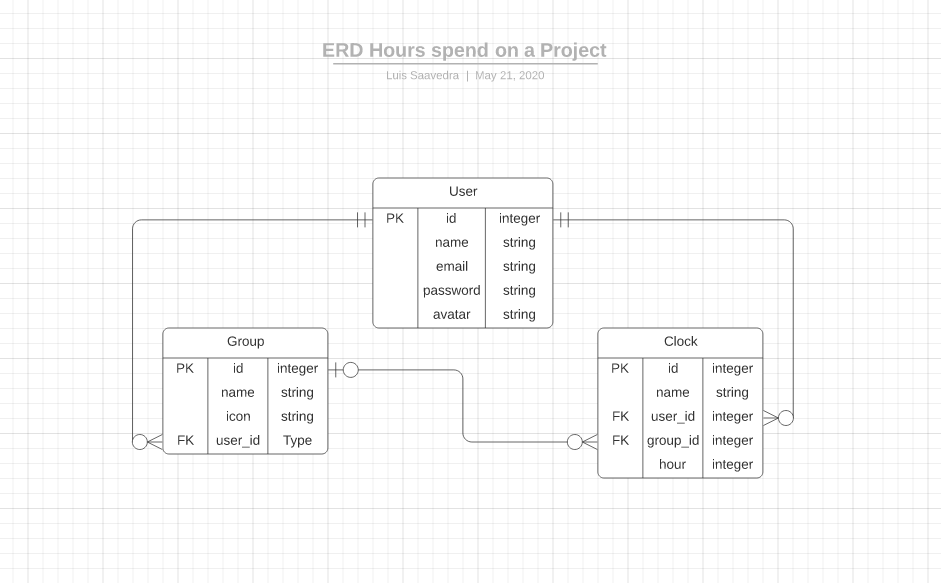 ERD Hours spend on a Project
Luis Saavedra | May 21, 2020
User
PK id integer
name string
email string
password string
avatar string
Group
PK id integer
name string
icon string
FK user_id Type
Clock
PK id integer
name string
FK user_id integer
FK group_id integer
hour integer